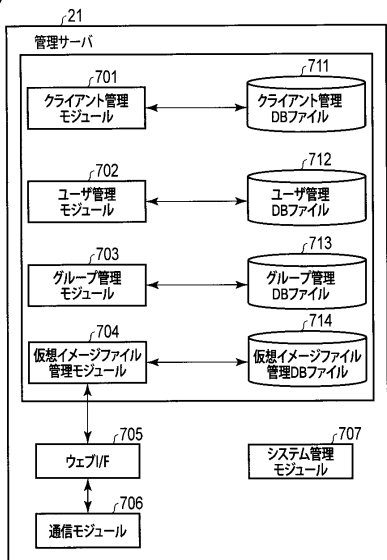 21
管理サーバ
701
クライアント管理
モジュール
711
クライアント管理
DBファイル
702
ユーザ管理
モジュール
712
ユーザ管理
DBファイル
703
グループ管理
モジュール
713
グループ管理
DBファイル
704
仮想イメージファイル
管理モジュール
714
仮想イメージファイル
管理DBファイル
705
ウェブI/F
707
システム管理
モジュール
706
通信モジュール